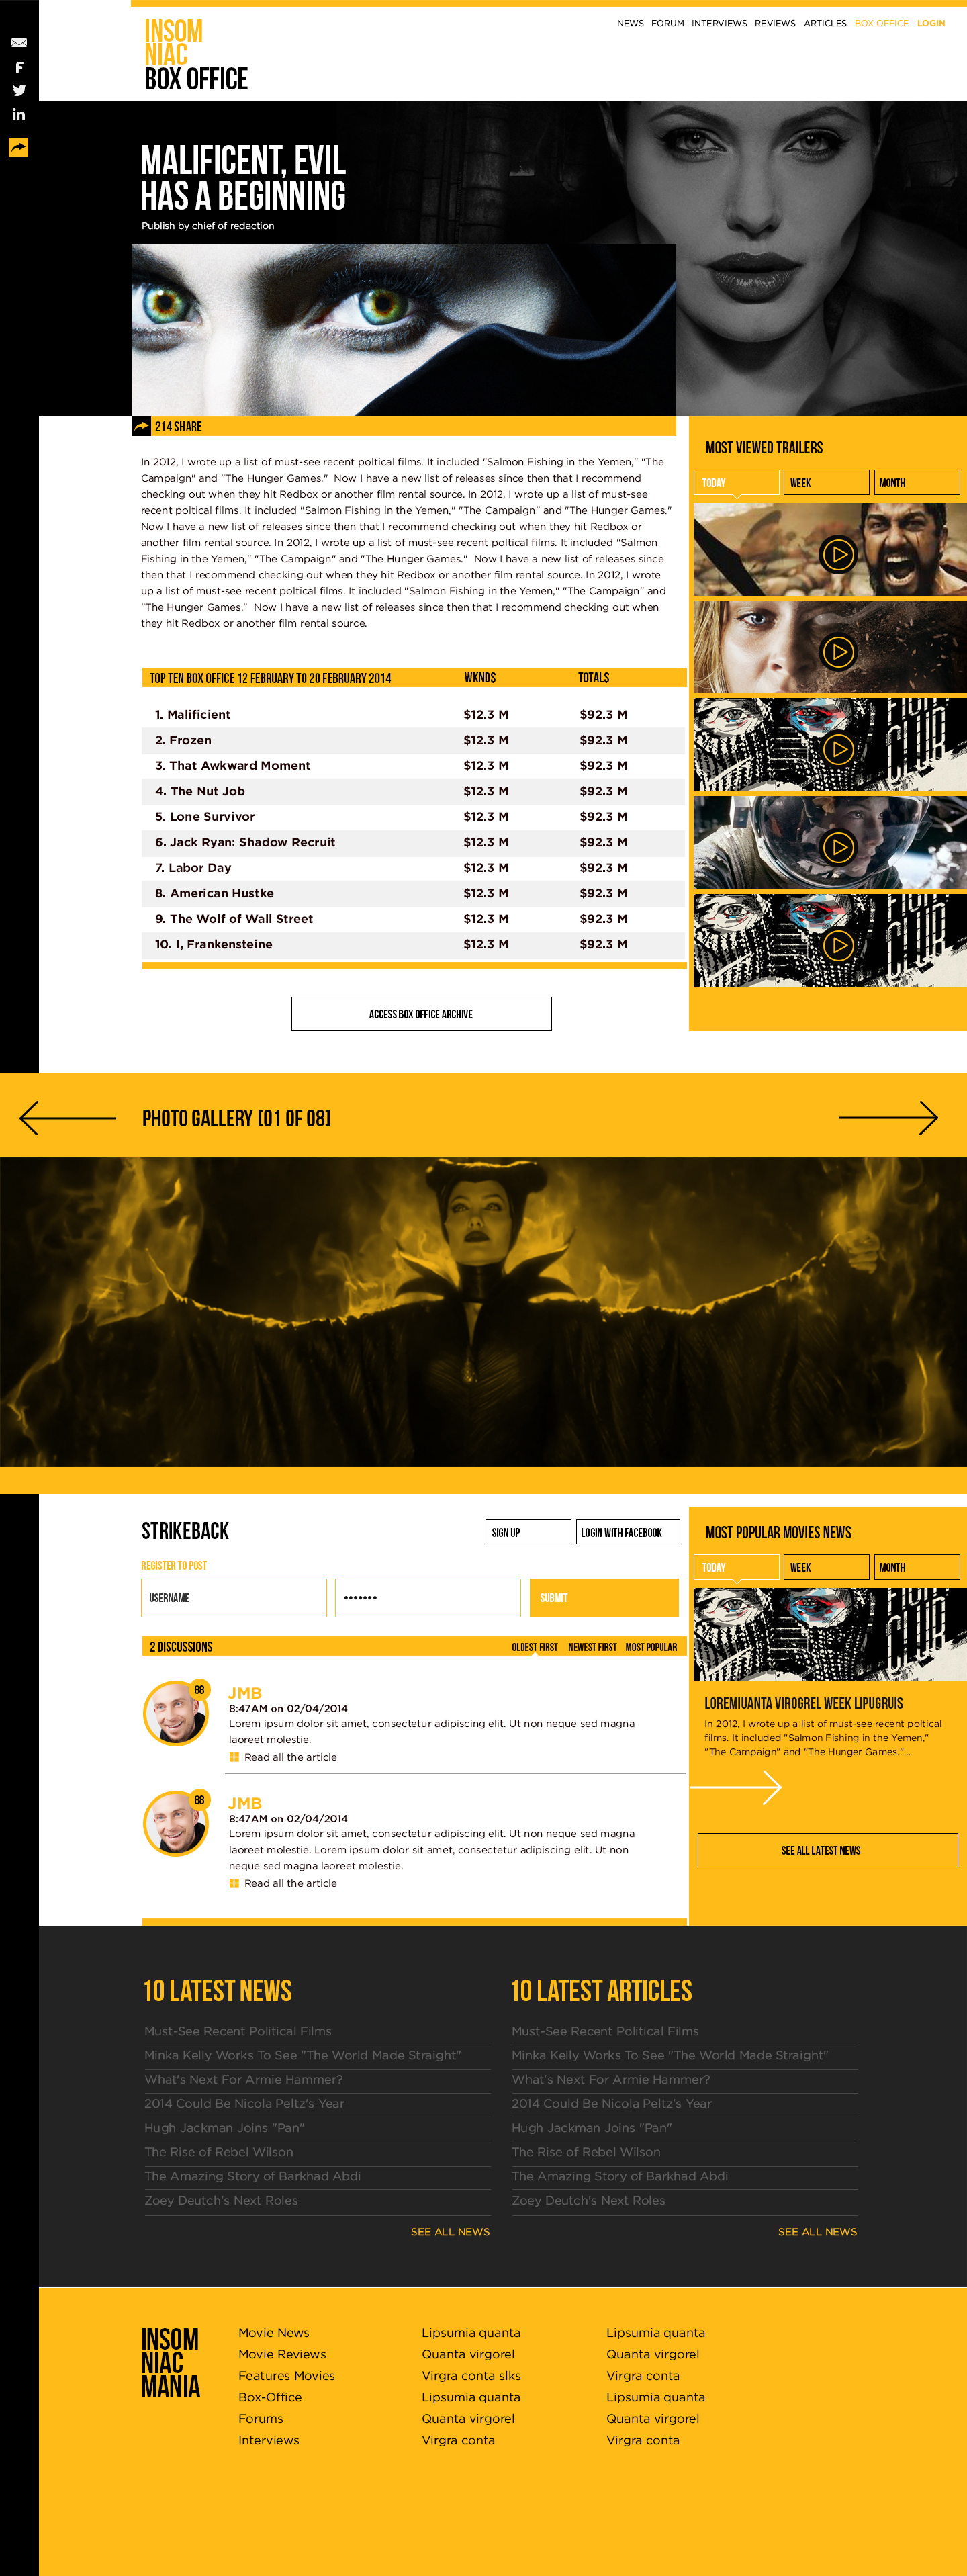 NEWS FORUM INTERVIEWS REVIEWS ARTICLES BOX OFFICE LOGIN
INSOM
NIAC
BOX OFFICE
MALIFICENT, EVIL
HAS A BEGINNING
Publish by chief of redaction
214 SHARE
In 2012, I wrote up a list of must-see recent poltical films. It included "Salmon Fishing in the Yemen," "The
Campaign" and "The Hunger Games."  Now I have a new list of releases since then that I recommend
checking out when they hit Redbox or another film rental source. In 2012, I wrote up a list of must-see
recent poltical films. It included "Salmon Fishing in the Yemen," "The Campaign" and "The Hunger Games."
Now I have a new list of releases since then that I recommend checking out when they hit Redbox or
another film rental source. In 2012, I wrote up a list of must-see recent poltical films. It included "Salmon
Fishing in the Yemen," "The Campaign" and "The Hunger Games."  Now I have a new list of releases since
then that I recommend checking out when they hit Redbox or another film rental source. In 2012, I wrote
up a list of must-see recent poltical films. It included "Salmon Fishing in the Yemen," "The Campaign" and
"The Hunger Games."  Now I have a new list of releases since then that I recommend checking out when
they hit Redbox or another film rental source.
TOP TEN BOX OFFICE 12 FEBRUARY TO 20 FEBRUARY 2014 WKND$ TOTAL$
1. Malificient $12.3 M $92.3 M
2. Frozen $12.3 M $92.3 M
3. That Awkward Moment $12.3 M $92.3 M
4. The Nut Job $12.3 M $92.3 M
5. Lone Survivor $12.3 M $92.3 M
6. Jack Ryan: Shadow Recruit $12.3 M $92.3 M
7. Labor Day $12.3 M $92.3 M
8. American Hustke $12.3 M $92.3 M
9. The Wolf of Wall Street $12.3 M $92.3 M
10. I, Frankensteine $12.3 M $92.3 M
ACCESS BOX OFFICE ARCHIVE
MOST VIEWED TRAILERS
TODAY WEEK MONTH
PHOTO GALLERY [01 OF 08]
STRIKEBACK
SIGN UP LOGIN WITH FACEBOOK
REGISTER TO POST
USERNAME ••••••• SUBMIT
2 DISCUSSIONS OLDEST FIRST NEWEST FIRST MOST POPULAR
88
JMB
8:47AM on 02/04/2014
Lorem ipsum dolor sit amet, consectetur adipiscing elit. Ut non neque sed magna
laoreet molestie.
Read all the article
88
JMB
8:47AM on 02/04/2014
Lorem ipsum dolor sit amet, consectetur adipiscing elit. Ut non neque sed magna
laoreet molestie. Lorem ipsum dolor sit amet, consectetur adipiscing elit. Ut non
neque sed magna laoreet molestie.
Read all the article
MOST POPULAR MOVIES NEWS
TODAY WEEK MONTH
LOREMIUANTA VIROGREL WEEK LIPUGRUIS
In 2012, I wrote up a list of must-see recent poltical
films. It included "Salmon Fishing in the Yemen,"
"The Campaign" and "The Hunger Games."...
SEE ALL LATEST NEWS
10 LATEST NEWS
Must-See Recent Political Films
Minka Kelly Works To See "The World Made Straight"
What's Next For Armie Hammer?
2014 Could Be Nicola Peltz's Year
Hugh Jackman Joins "Pan"
The Rise of Rebel Wilson
The Amazing Story of Barkhad Abdi
Zoey Deutch's Next Roles
SEE ALL NEWS
10 LATEST ARTICLES
Must-See Recent Political Films
Minka Kelly Works To See "The World Made Straight"
What's Next For Armie Hammer?
2014 Could Be Nicola Peltz's Year
Hugh Jackman Joins "Pan"
The Rise of Rebel Wilson
The Amazing Story of Barkhad Abdi
Zoey Deutch's Next Roles
SEE ALL NEWS
INSOM
NIAC
MANIA
Movie News
Movie Reviews
Features Movies
Box-Office
Forums
Interviews
Lipsumia quanta
Quanta virgorel
Virgra conta slks
Lipsumia quanta
Quanta virgorel
Virgra conta
Lipsumia quanta
Quanta virgorel
Virgra conta
Lipsumia quanta
Quanta virgorel
Virgra conta